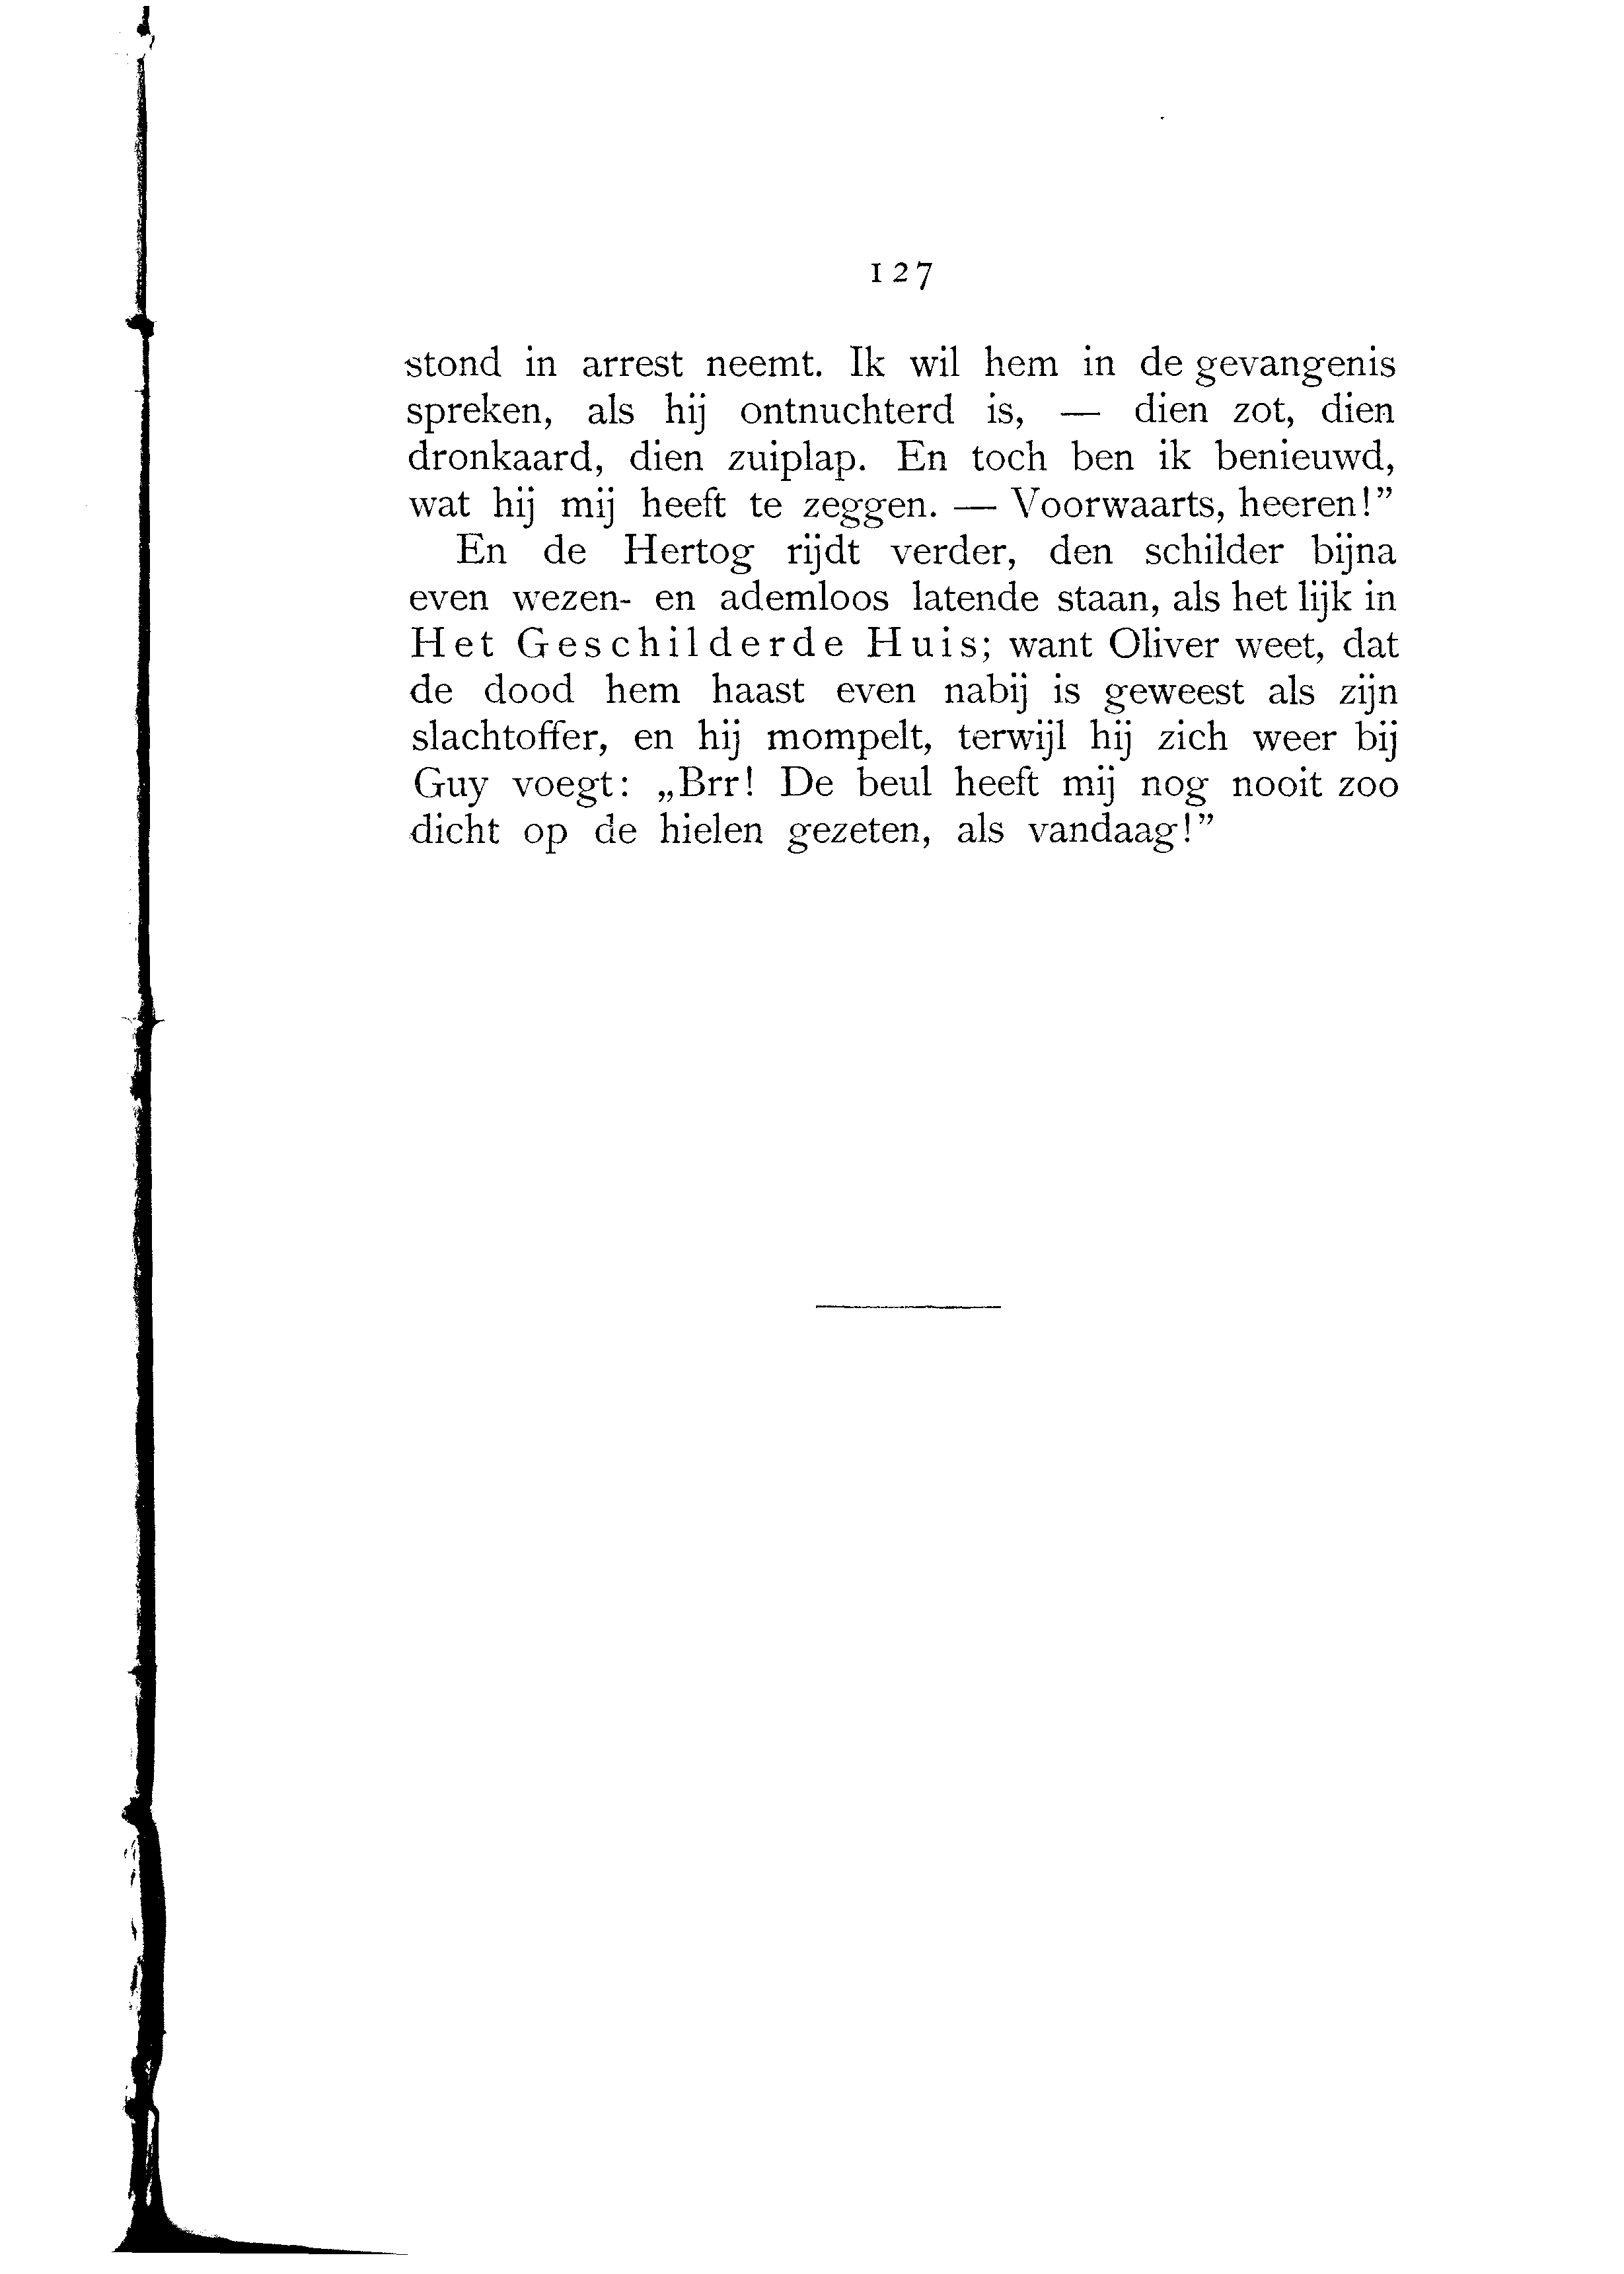 127
stond in arrest neemt. Ik wil hem in de gevangenis
spreken, als hij ontnuchterd is, — dien zot, dien
dronkaard, dien zuiplap. En toch ben ik benieuwd,
wat hij mij heeft te zeggen. — Voorwaarts, heeren!”
En de Hertog rijdt verder, den schilder bijna
even wezen- en ademloos latende staan, als het lijk in
Het Geschilderde Huis; want Oliver weet, dat
de dood hem haast even nabij is geweest als zijn
slachtoffer, en hij mompelt, terwijl hij zich weer bij
Guy voegt: „Brr! De beul heeft mij nog nooit zoo
dicht op de hielen gezeten, als vandaag!”